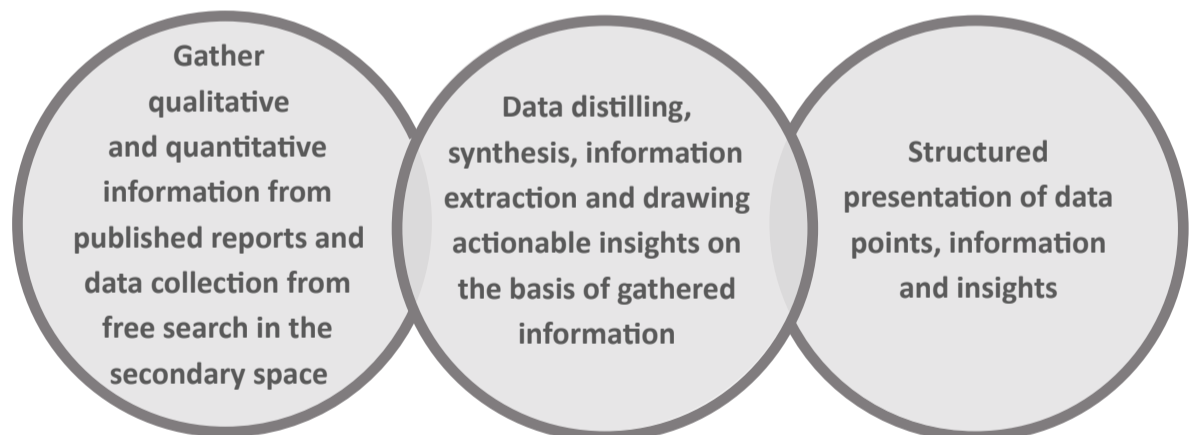 Gather
qualitative
and quantitative
information from
published reports and
data collection from
free search in the
secondary space
Data distilling,
synthesis, information
extraction and drawing
actionable insights on
the basis of gathered
information
Structured
presentation of data
points, information
and insights